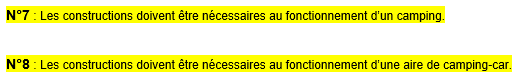 N°7 : Les constructions doivent être nécessaires au fonctionnement d'un camping.
N°8 : Les constructions doivent être nécessaires au fonctionnement d'une aire de camping-car.